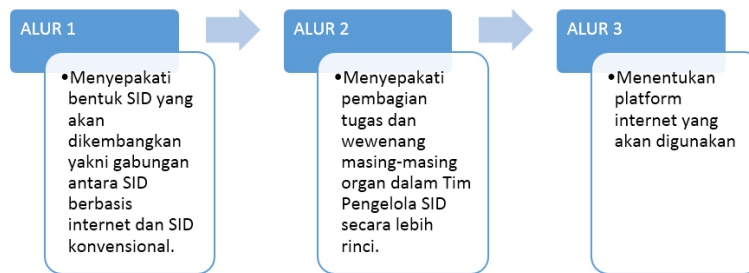 ALUR 1
•Menyepakati
bentuk SID yang
akan
dikembangkan
yakni gabungan
antara SID
berbasis
internet dan SID
konvensional.
ALUR 2
•Menyepakati
pembagian
tugas dan
wewenang
masing-masing
organ dalam Tim
Pengelola SID
secara lebih
rinci.
ALUR 3
•Menentukan
platform
internet yang
akan digunakan